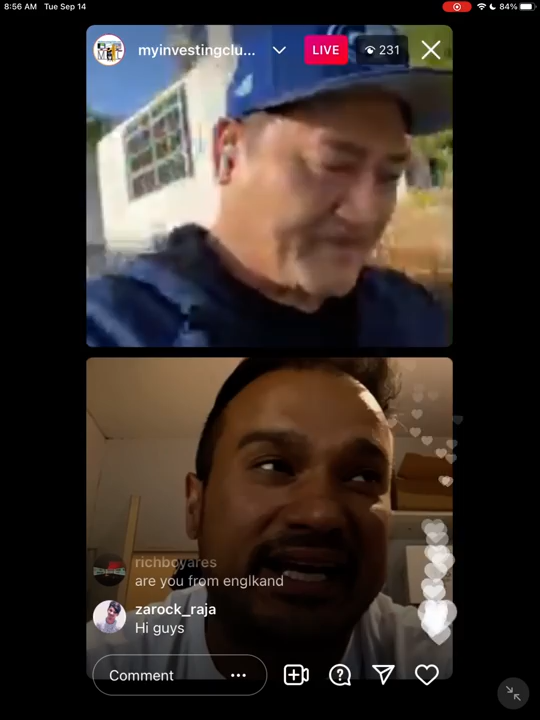 8:56 AM Tue Sep 14
84%
myinvestingclu...
LIVE
231
richboyares
are you from englkand
zarock_raja
Hi guys
Comment